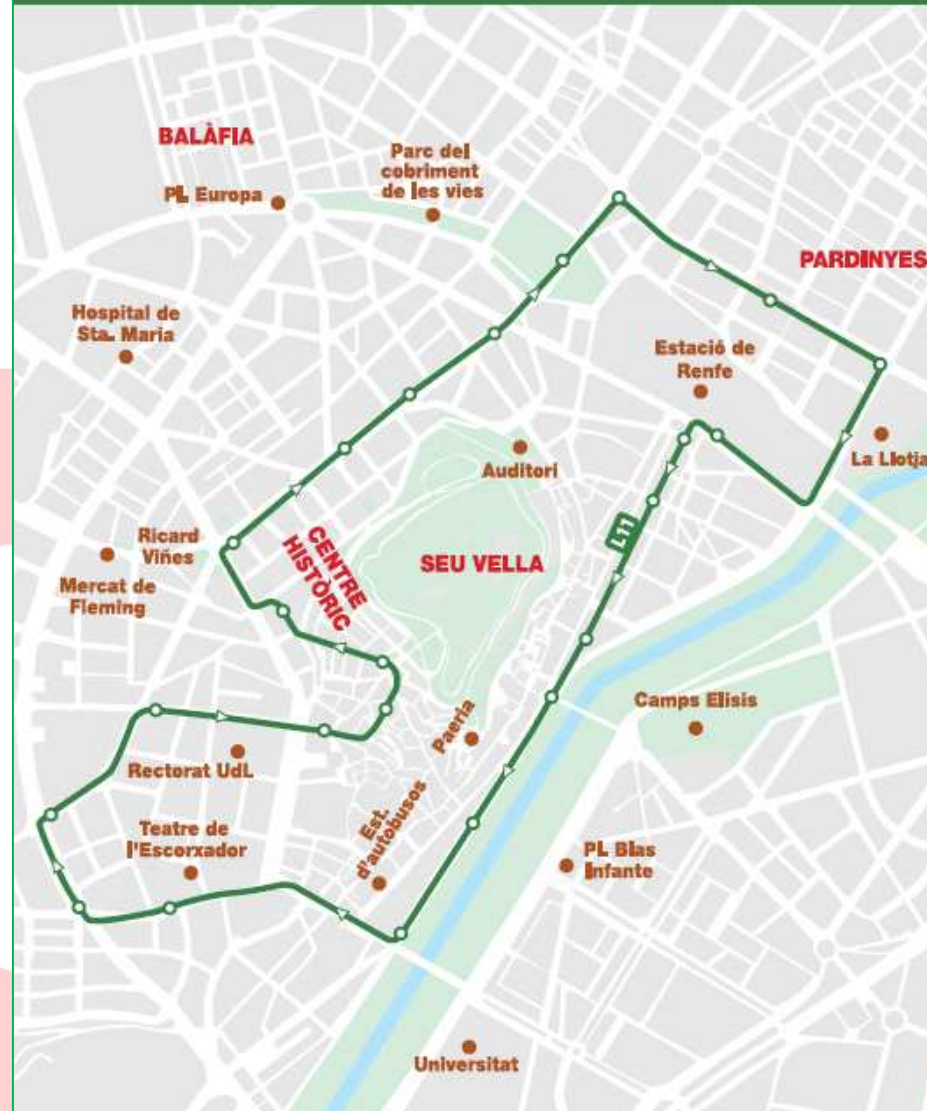 BALÀFIA
Parc del
cobriment
de les vies
PL Europa
PARDINYES
Hospital de
Sta. Maria
Estació de
Renfe
La Llotja
Auditori
L11
Ricard
Viñes
CENTRE
HISTÒRIC
SEU VELLA
Mercat de
Fleming
Camps Elisis
Paeria
Rectorat UdL
Est.
d'autobusos
Teatre de
l'Escorxador
PL Blas
Infante
Universitat